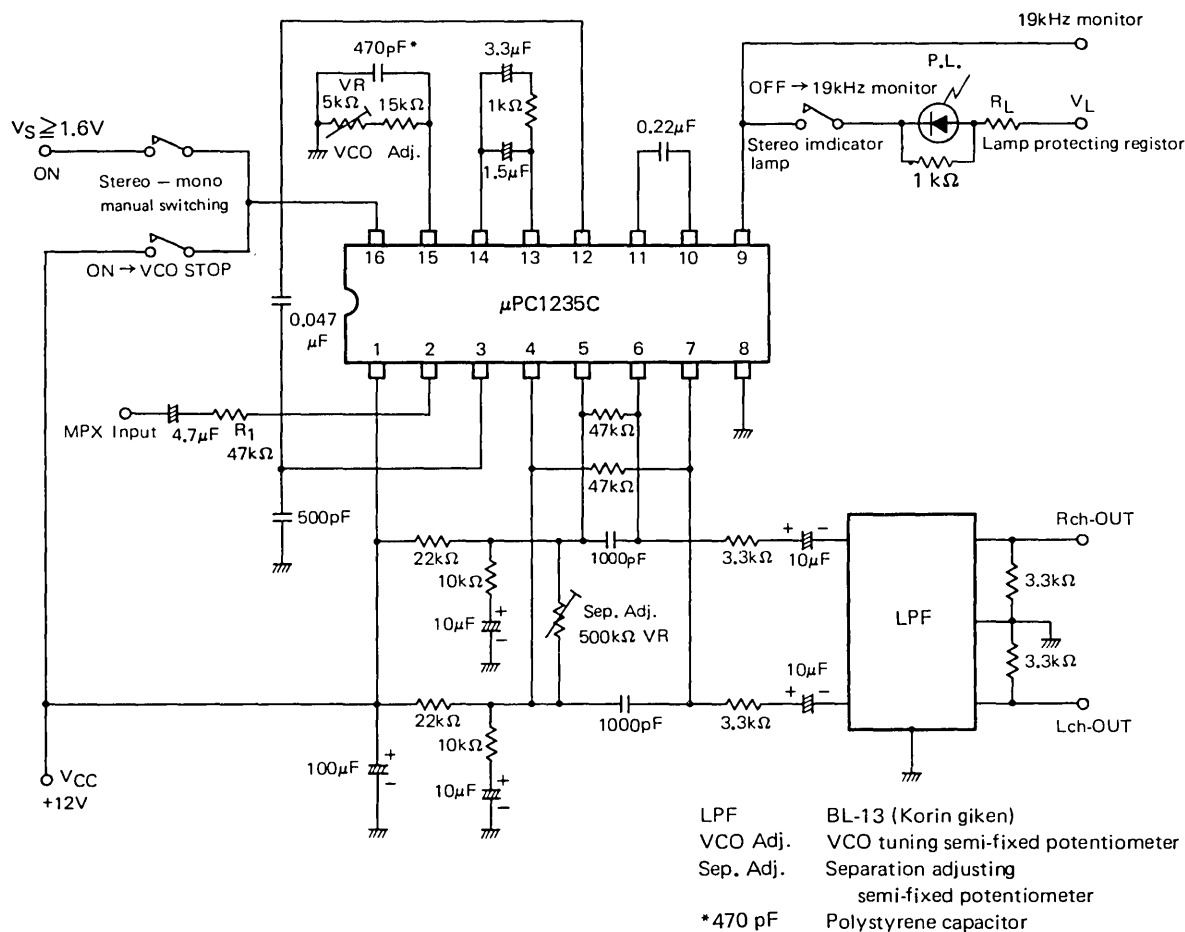 19kHz monitor
470pF*
3.3μF
P.L.
VR
5kΩ 15kΩ
1kΩ
OFF → 19kHz monitor
RL
VL
VS ≧ 1.6V
0.22μF
ON
VCO Adj.
1.5μF
Stereo imdicator
lamp
Lamp protecting registor
1 kΩ
Stereo – mono
manual switching
ON → VCO STOP
16 15 14 13 12 11 10 9
μPC1235C
0.047
μF
1 2 3 4 5 6 7 8
MPX Input
4.7μF
R1
47kΩ
47kΩ
47kΩ
500pF
22kΩ
1000pF
3.3kΩ
+ −
10μF
Rch-OUT
10kΩ
3.3kΩ
10μF
+
−
Sep. Adj.
500kΩ VR
LPF
3.3kΩ
10μF
+ −
22kΩ
1000pF
3.3kΩ
Lch-OUT
10kΩ
100μF
+
−
10μF
+
−
VCC
+12V
LPF BL-13 (Korin giken)
VCO Adj. VCO tuning semi-fixed potentiometer
Sep. Adj. Separation adjusting
semi-fixed potentiometer
*470 pF Polystyrene capacitor